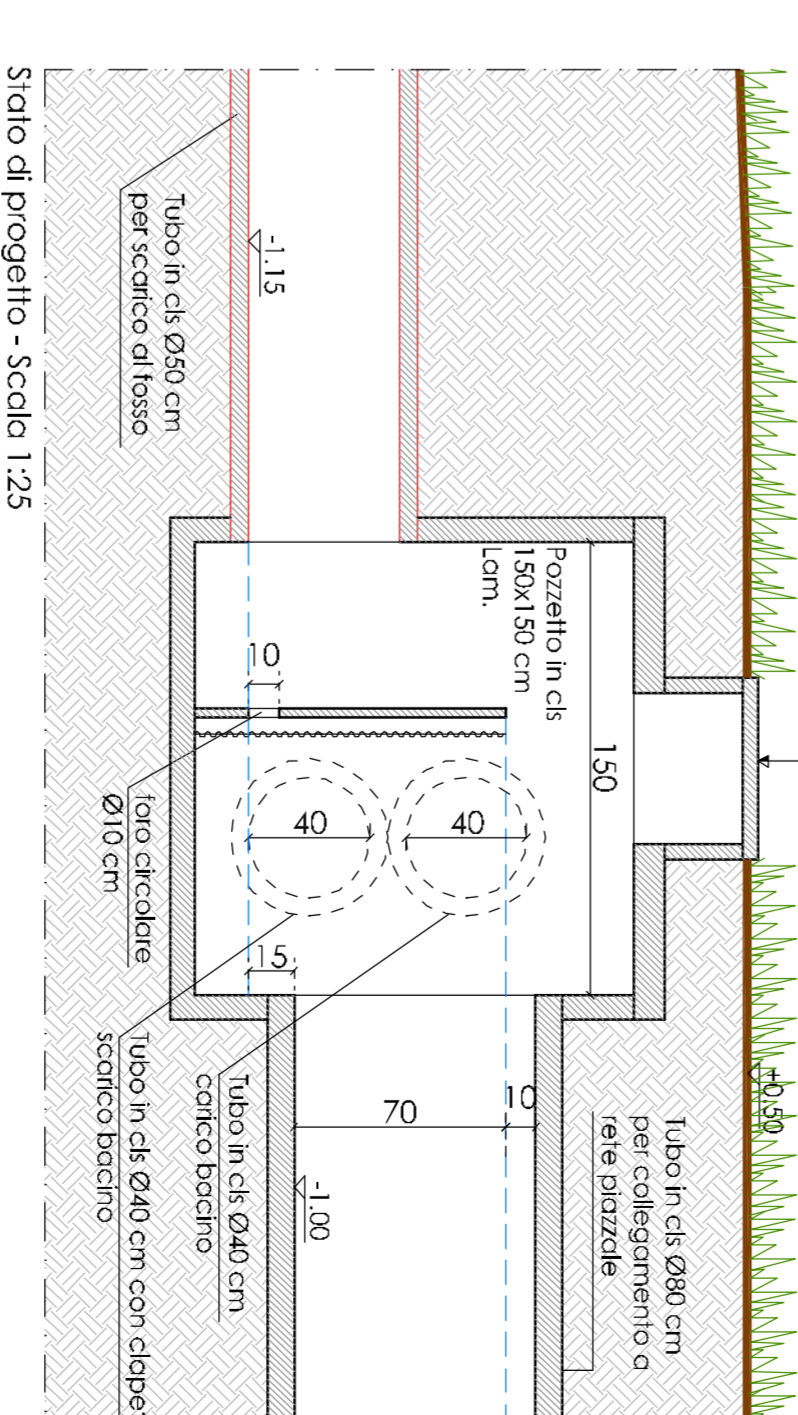 Tubo in cls Ø80 cm
per collegamento a
rete piazzale
+0.50
150
Pozzetto in cls
150x150 cm
Lam.
10
70
-1.00
40
40
15
10
-1.15
Tubo in cls Ø50 cm
per scarico al fosso
foro circolare
Ø10 cm
Tubo in cls Ø40 cm
carico bacino
Tubo in cls Ø40 cm con clape
scarico bacino
Stato di progetto - Scala 1:25